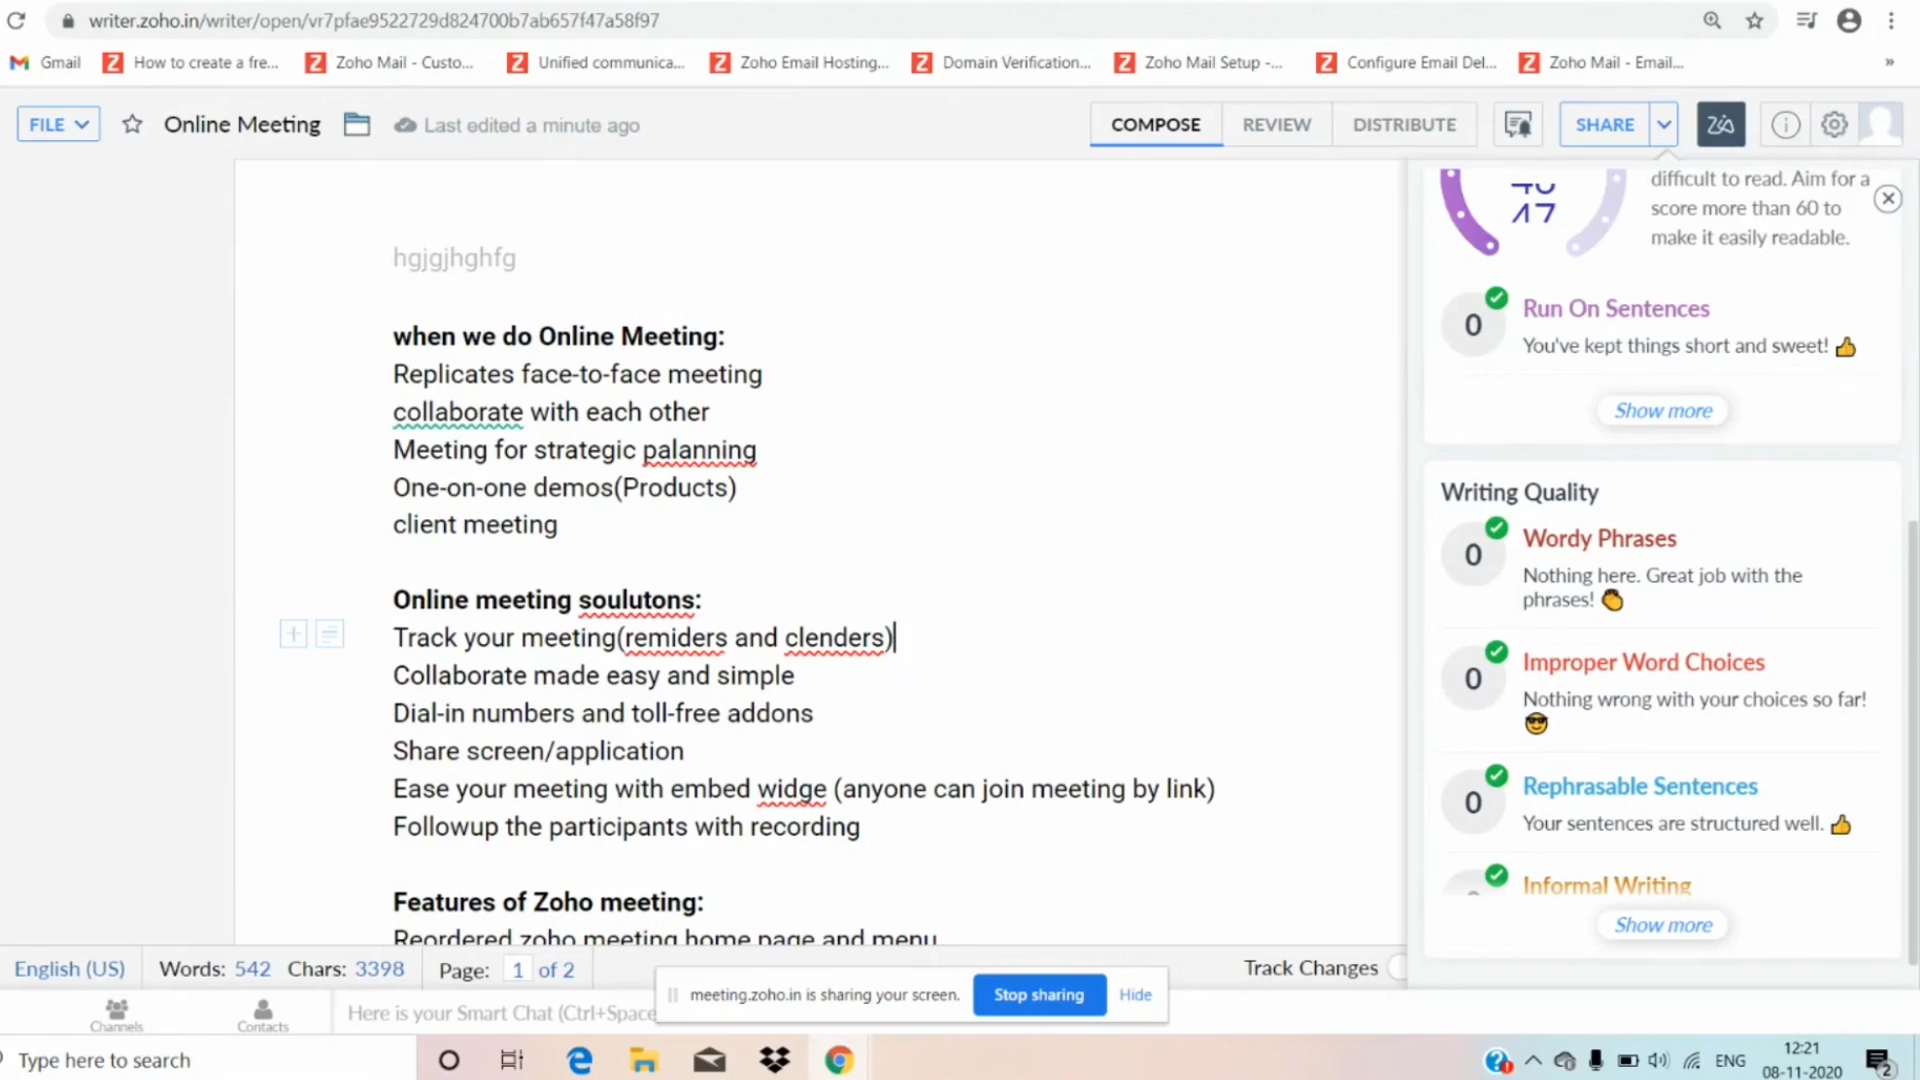 writer.zoho.in/writer/open/vr7pfae9522729d824700b7ab657f47a58f97
Gmail
How to create a fre...
Zoho Mail - Custo...
Unified communica...
Zoho Email Hosting...
Domain Verification...
Zoho Mail Setup -...
Configure Email Del...
Zoho Mail - Email...
»
FILE
Online Meeting
Last edited a minute ago
COMPOSE
REVIEW
DISTRIBUTE
SHARE
hgjgjhghfg
when we do Online Meeting:
Replicates face-to-face meeting
collaborate with each other
Meeting for strategic palanning
One-on-one demos(Products)
client meeting
Online meeting soulutons:
Track your meeting(remiders and clenders)
Collaborate made easy and simple
Dial-in numbers and toll-free addons
Share screen/application
Ease your meeting with embed widge (anyone can join meeting by link)
Followup the participants with recording
Features of Zoho meeting:
Reordered zoho meeting home page and menu
difficult to read. Aim for a
score more than 60 to
make it easily readable.
0
Run On Sentences
You've kept things short and sweet!
Show more
Writing Quality
0
Wordy Phrases
Nothing here. Great job with the
phrases!
0
Improper Word Choices
Nothing wrong with your choices so far!
0
Rephrasable Sentences
Your sentences are structured well.
Informal Writing
Show more
English (US)
Words: 542
Chars: 3398
Page: 1 of 2
Track Changes
meeting.zoho.in is sharing your screen.
Stop sharing
Hide
Channels
Contacts
Here is your Smart Chat (Ctrl+Space
Type here to search
ENG
12:21
08-11-2020
2